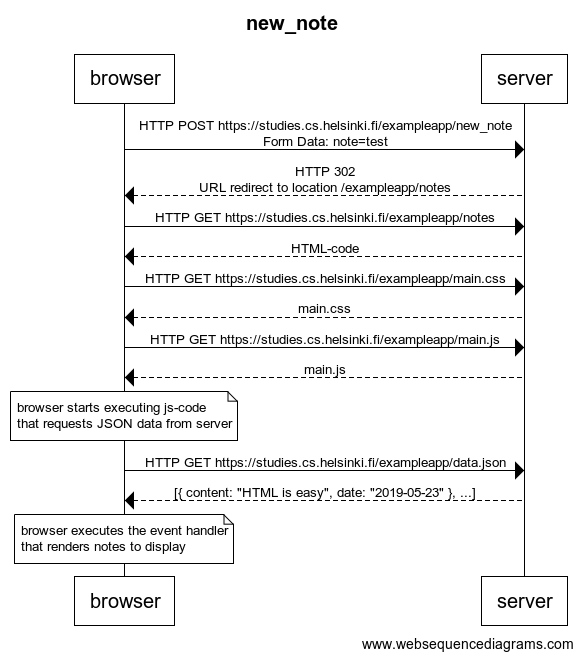 new_note
browser
server
HTTP POST https://studies.cs.helsinki.fi/exampleapp/new_note
Form Data: note=test
HTTP 302
URL redirect to location /exampleapp/notes
HTTP GET https://studies.cs.helsinki.fi/exampleapp/notes
HTML-code
HTTP GET https://studies.cs.helsinki.fi/exampleapp/main.css
main.css
HTTP GET https://studies.cs.helsinki.fi/exampleapp/main.js
main.js
browser starts executing js-code
that requests JSON data from server
HTTP GET https://studies.cs.helsinki.fi/exampleapp/data.json
[{ content: "HTML is easy", date: "2019-05-23" }, ...]
browser executes the event handler
that renders notes to display
browser
server
www.websequencediagrams.com